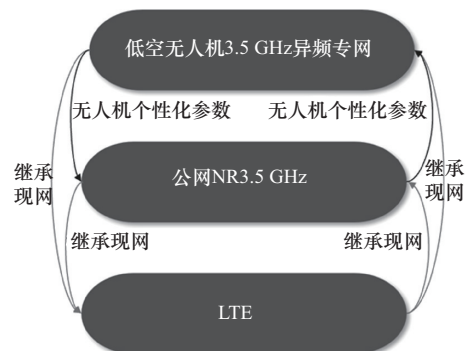 低空无人机3.5 GHz异频专网
无人机个性化参数
无人机个性化参数
继承
现网
继承
现网
公网NR3.5 GHz
继承现网
继承现网
LTE